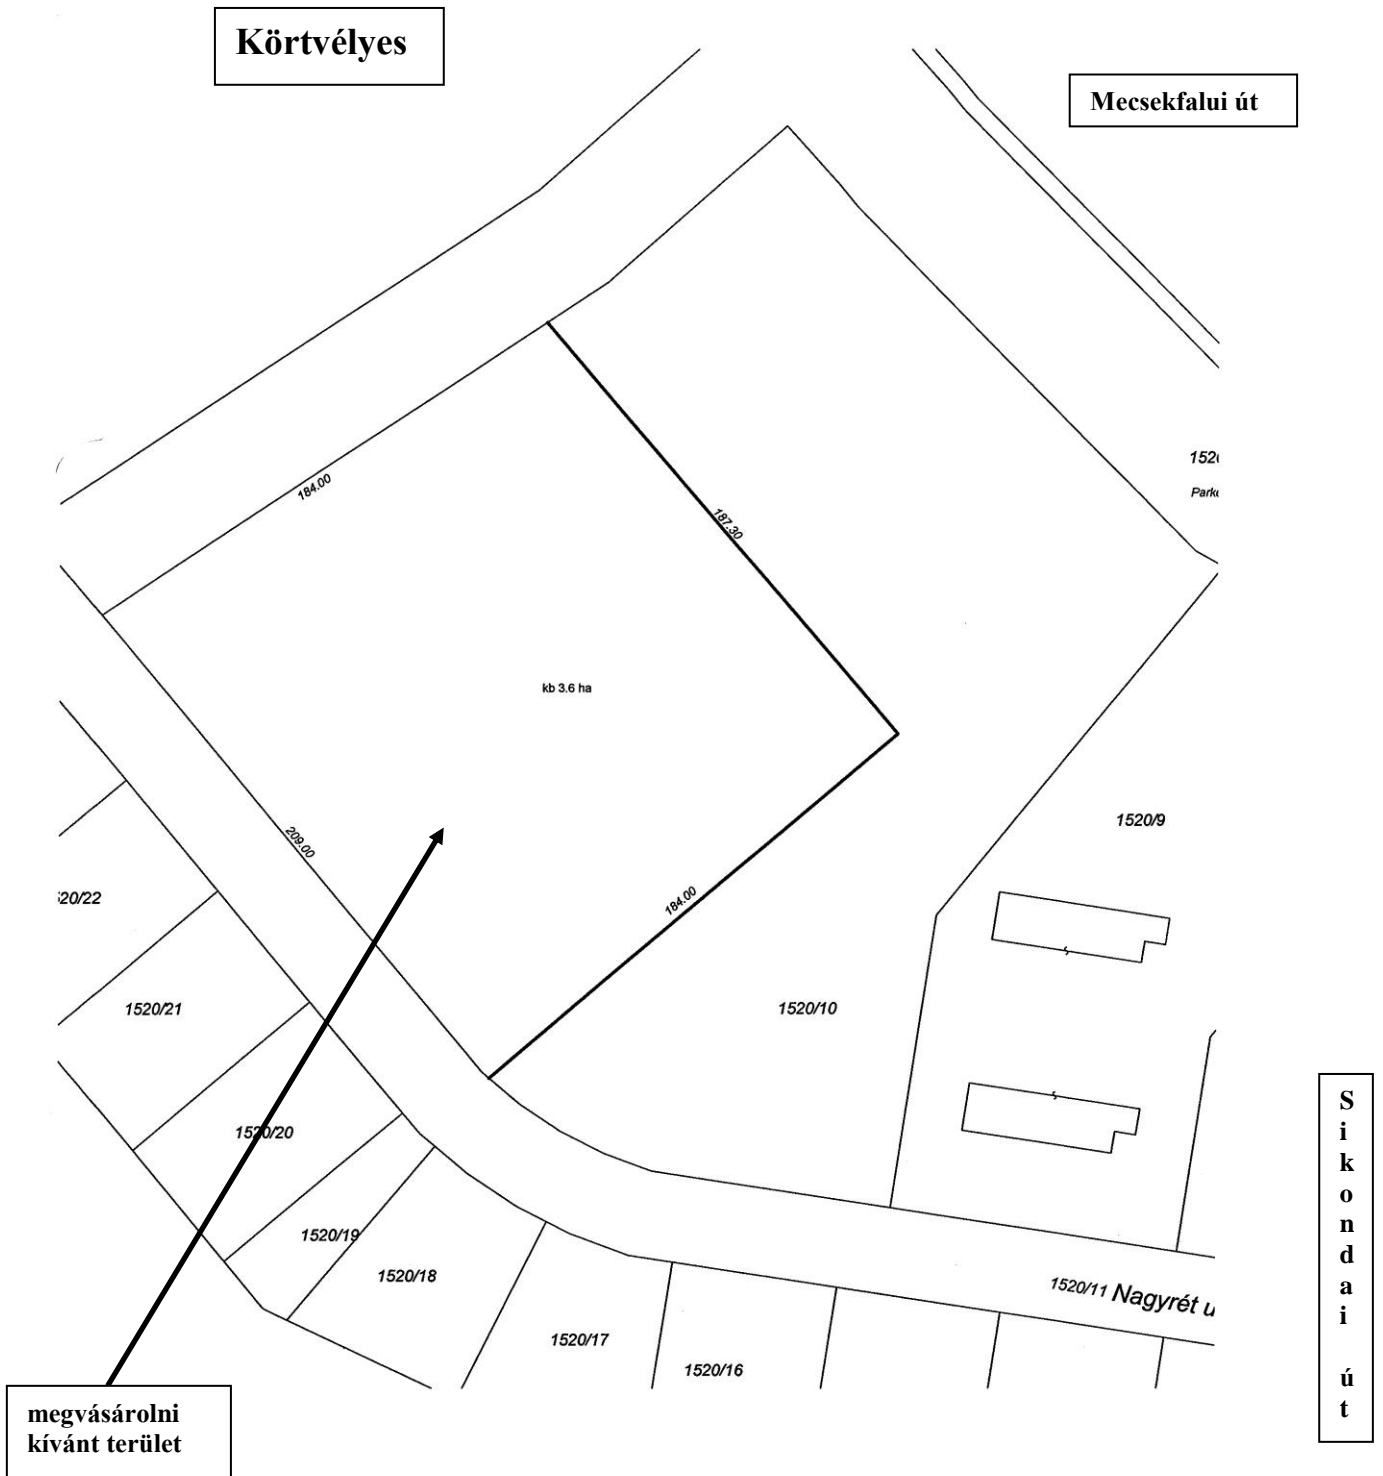 Körtvélyes
Mecsekfalui út
184.00
187.30
kb 3.6 ha
209.00
184.00
1520/9
1520/22
1520/21
1520/10
1520/20
1520/19
1520/18
1520/17
1520/16
1520/11 Nagyrét u
Sikondai út
megvásárolni
kívánt terület